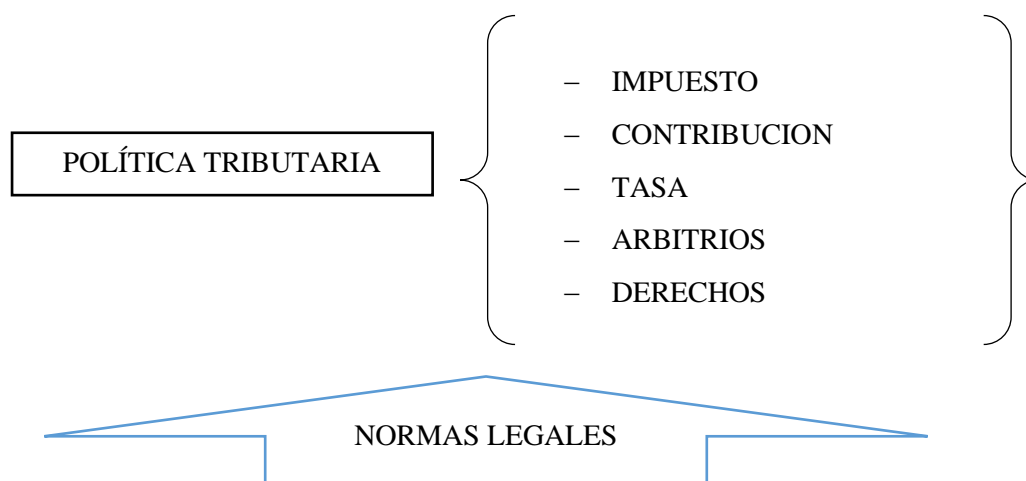 POLÍTICA TRIBUTARIA
– IMPUESTO
– CONTRIBUCION
– TASA
– ARBITRIOS
– DERECHOS
NORMAS LEGALES